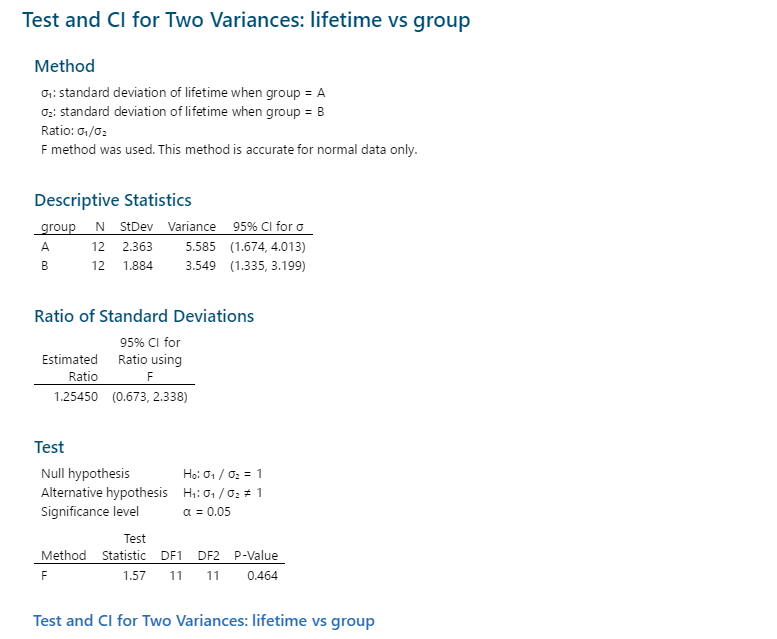 Test and CI for Two Variances: lifetime vs group
Method
σ₁: standard deviation of lifetime when group = A
σ₂: standard deviation of lifetime when group = B
Ratio: σ₁/σ₂
F method was used. This method is accurate for normal data only.
Descriptive Statistics
group N StDev Variance 95% CI for σ
A 12 2.363 5.585 (1.674, 4.013)
B 12 1.884 3.549 (1.335, 3.199)
Ratio of Standard Deviations
95% CI for
Estimated Ratio using
Ratio F
1.25450 (0.673, 2.338)
Test
Null hypothesis H₀: σ₁ / σ₂ = 1
Alternative hypothesis H₁: σ₁ / σ₂ ≠ 1
Significance level α = 0.05
Test
Method Statistic DF1 DF2 P-Value
F 1.57 11 11 0.464
Test and CI for Two Variances: lifetime vs group